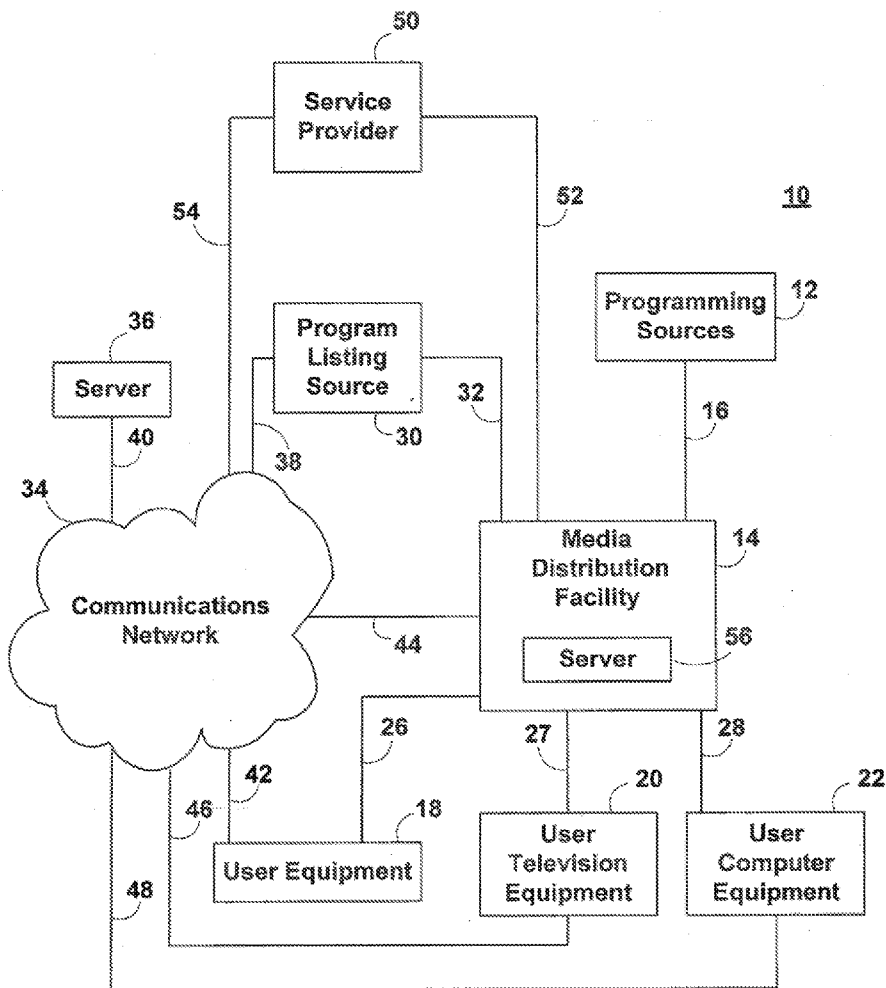 50
Service
Provider
54
52
10
Programming
Sources
12
36
Server
Program
Listing
Source
32
30
16
40
38
34
Communications
Network
44
Media
Distribution
Facility
14
Server
56
26
27
28
42
46
18
20
22
User Equipment
User
Television
Equipment
User
Computer
Equipment
48